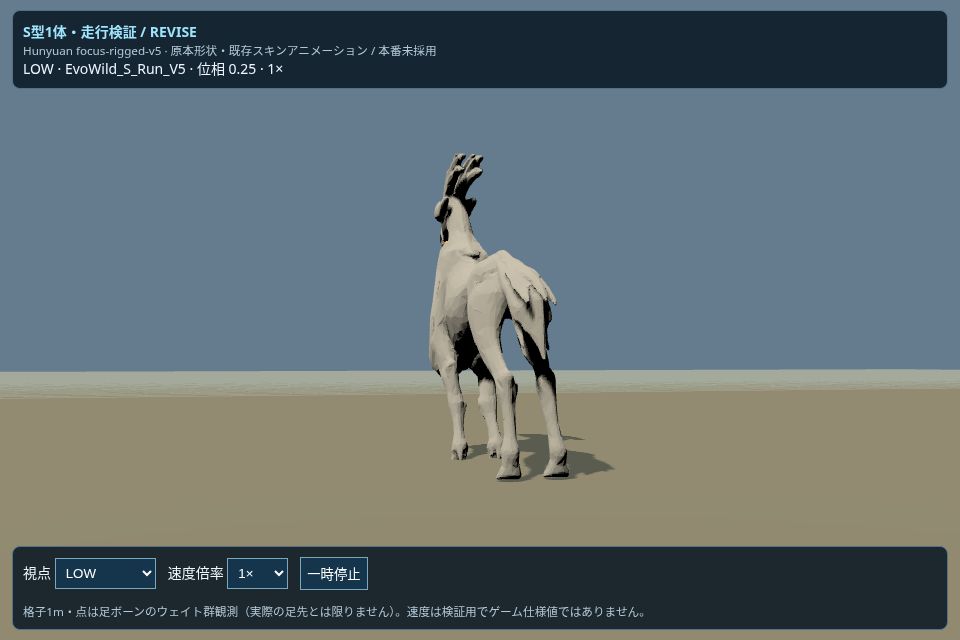 S型1体・走行検証 / REVISE
Hunyuan focus-rigged-v5 · 原本形状・既存スキンアニメーション / 本番未採用
LOW · EvoWild_S_Run_V5 · 位相 0.25 · 1×
視点 LOW 速度倍率 1× 一時停止
格子1m・点は足ボーンのウェイト群観測（実際の足先とは限りません）。速度は検証用でゲーム仕様値ではありません。